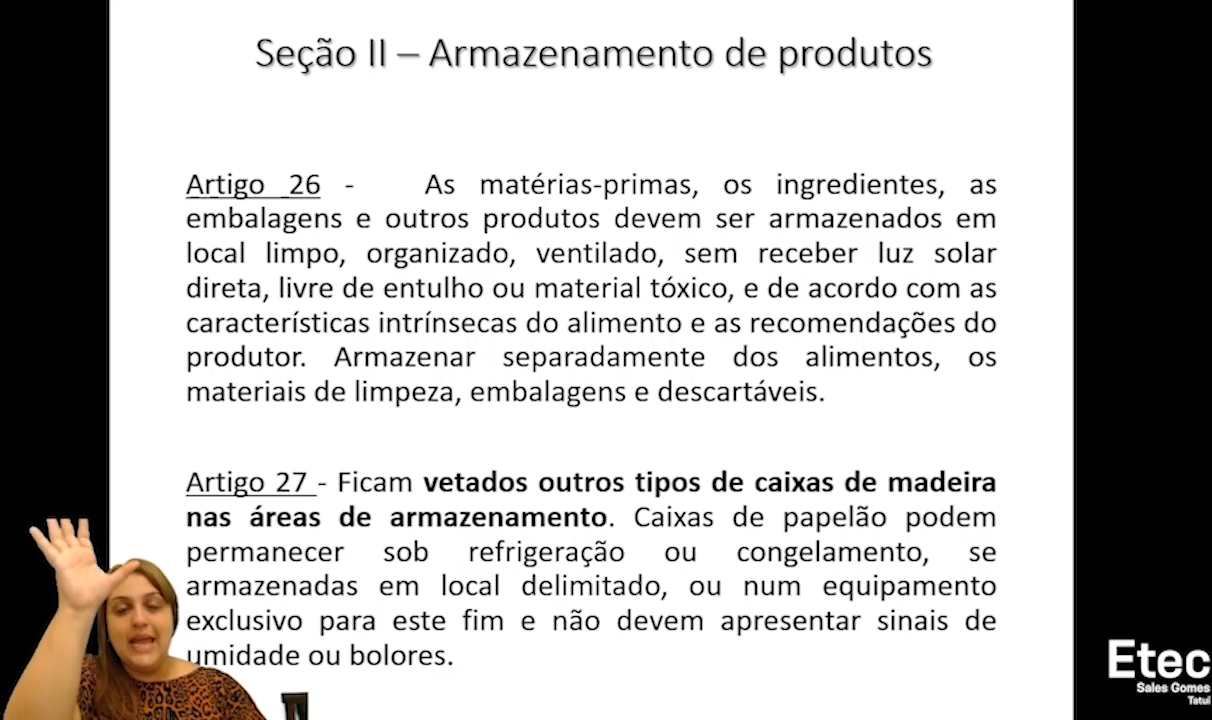 Seção II – Armazenamento de produtos
Artigo 26 - As matérias-primas, os ingredientes, as
embalagens e outros produtos devem ser armazenados em
local limpo, organizado, ventilado, sem receber luz solar
direta, livre de entulho ou material tóxico, e de acordo com as
características intrínsecas do alimento e as recomendações do
produtor. Armazenar separadamente dos alimentos, os
materiais de limpeza, embalagens e descartáveis.
Artigo 27 - Ficam vetados outros tipos de caixas de madeira
nas áreas de armazenamento. Caixas de papelão podem
permanecer sob refrigeração ou congelamento, se
armazenadas em local delimitado, ou num equipamento
exclusivo para este fim e não devem apresentar sinais de
umidade ou bolores.
Etec
Sales Gomes
Tatuí